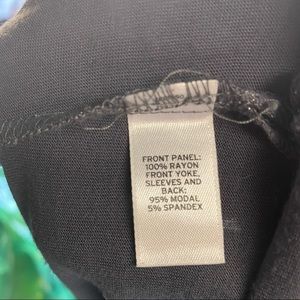 FRONT PANEL:
100% RAYON
FRONT YOKE,
SLEEVES AND
BACK:
95% MODAL
5% SPANDEX